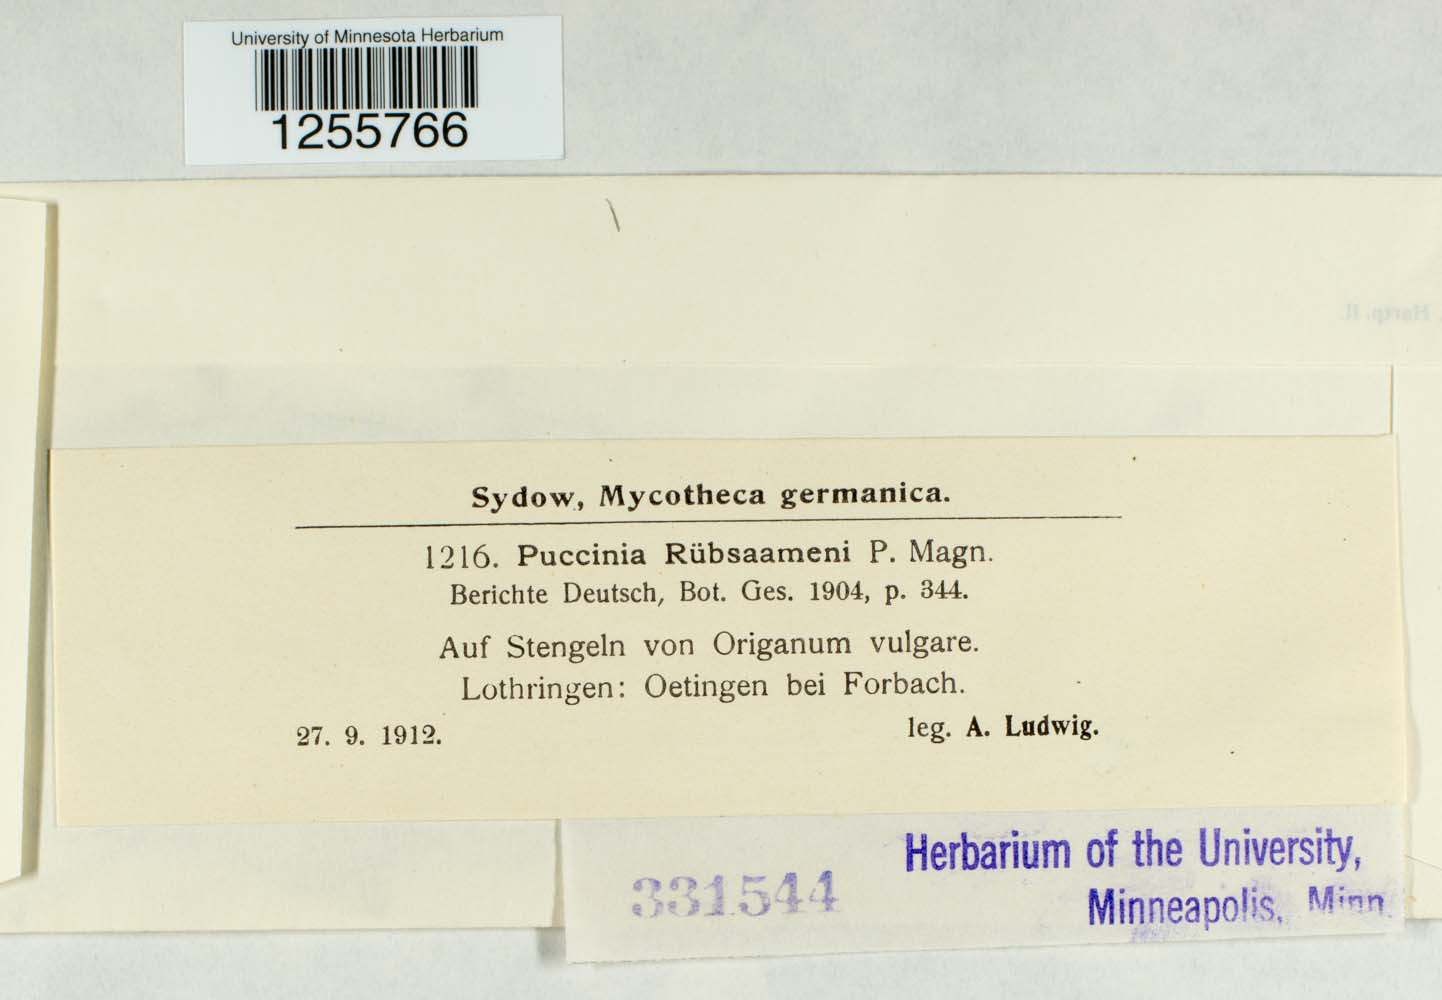 University of Minnesota Herbarium
1255766
Sydow, Mycotheca germanica.
1216. Puccinia Rübsaameni P. Magn.
Berichte Deutsch, Bot. Ges. 1904, p. 344.
Auf Stengeln von Origanum vulgare.
Lothringen: Oetingen bei Forbach.
27. 9. 1912.
leg. A. Ludwig.
331544
Herbarium of the University,
Minneapolis, Minn.